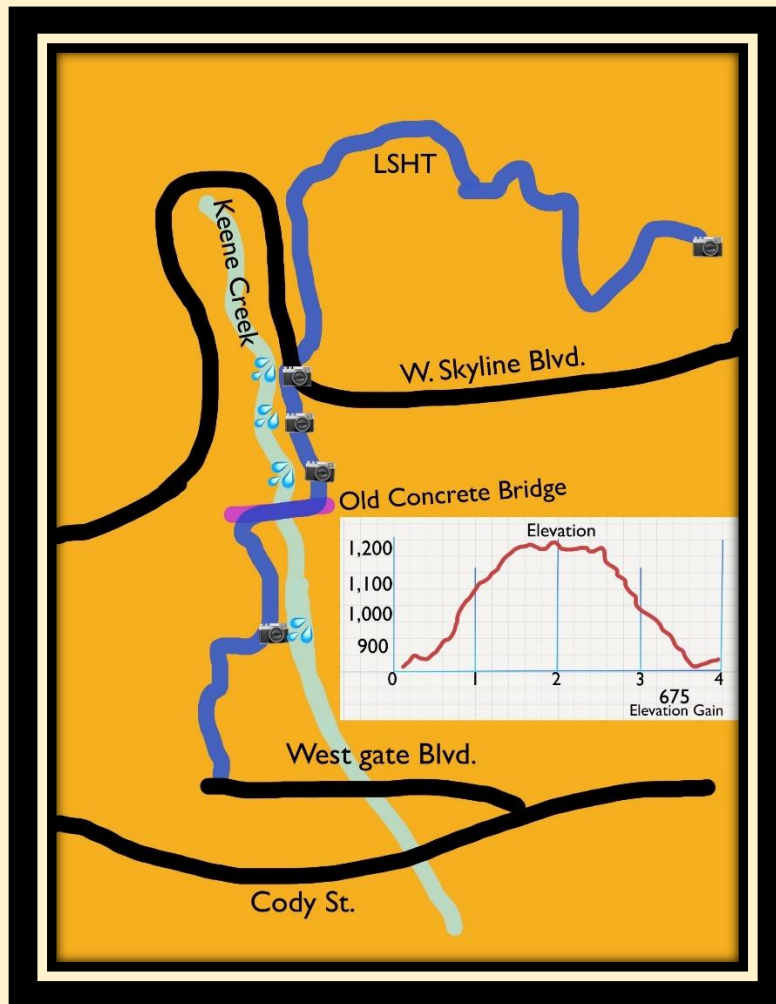 LSHT
Keene Creek
W. Skyline Blvd.
Old Concrete Bridge
Elevation
1,200
1,100
1,000
900
0 1 2 3 4
675
Elevation Gain
West gate Blvd.
Cody St.